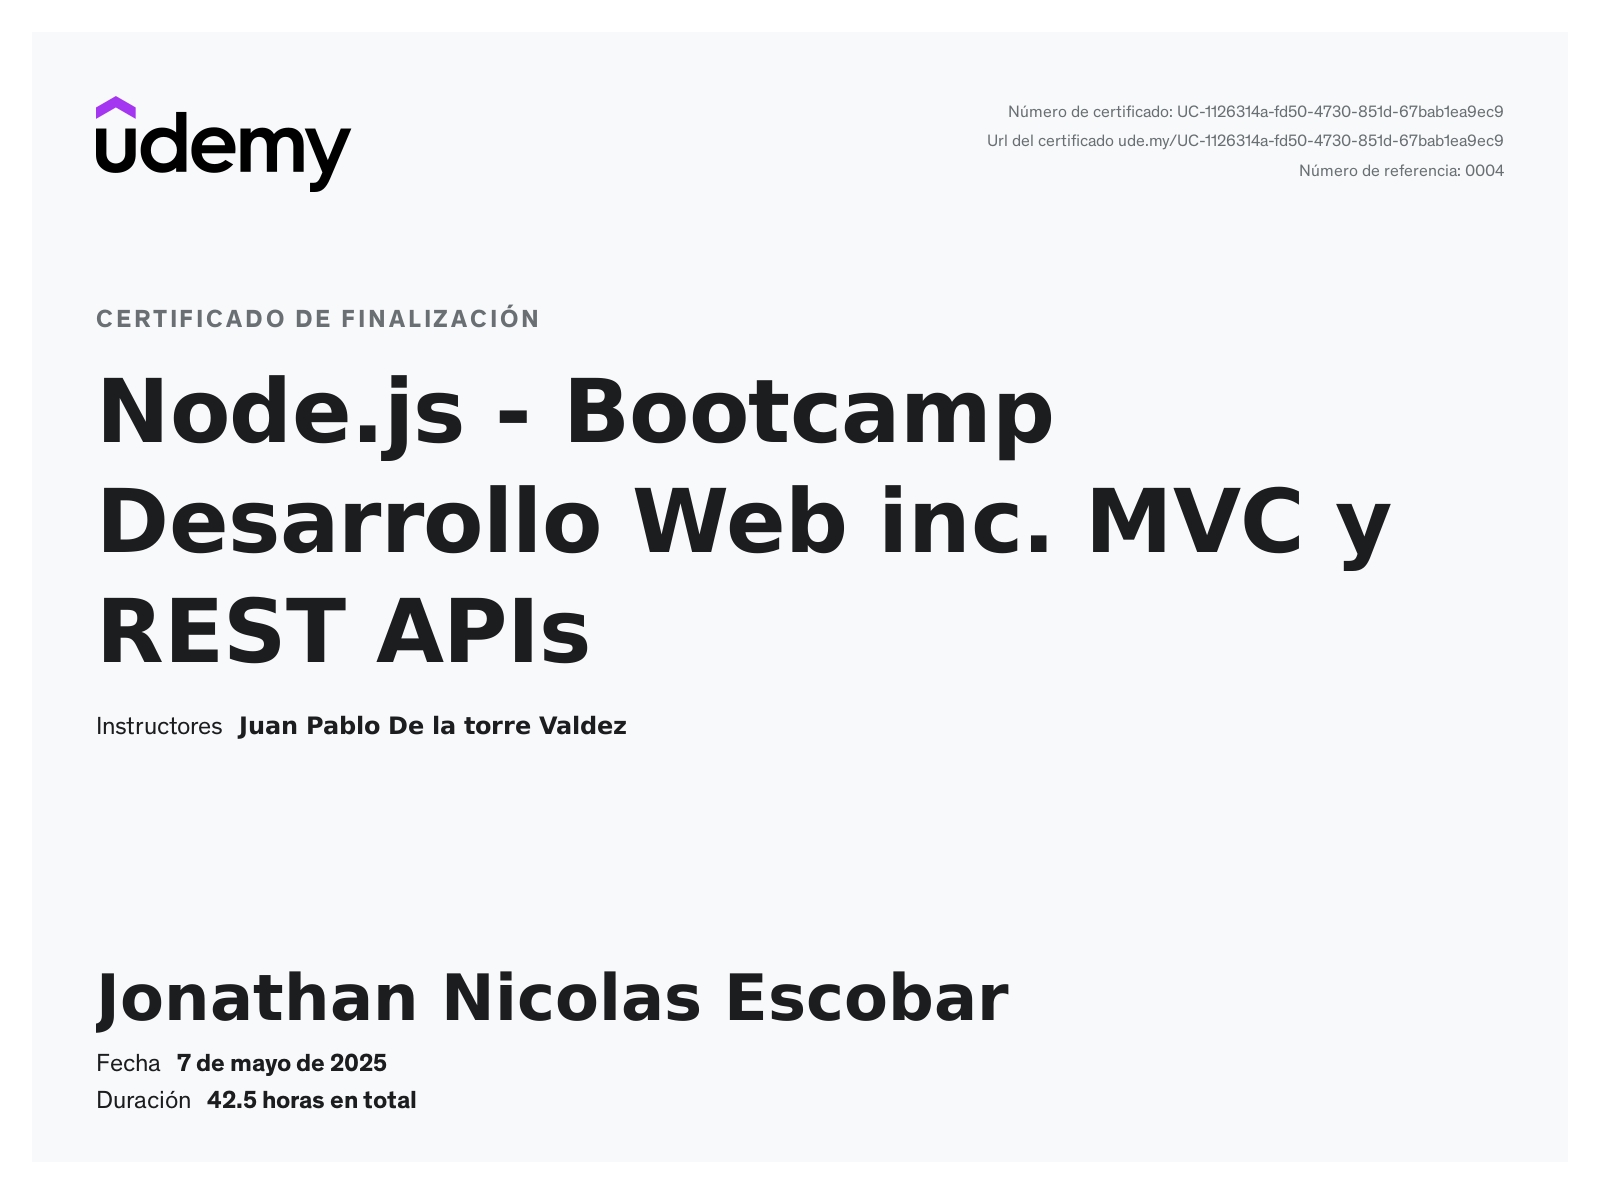 udemy
Número de certificado: UC-1126314a-fd50-4730-851d-67bab1ea9ec9
Url del certificado ude.my/UC-1126314a-fd50-4730-851d-67bab1ea9ec9
Número de referencia: 0004
CERTIFICADO DE FINALIZACIÓN
Node.js - Bootcamp
Desarrollo Web inc. MVC y
REST APIs
Instructores Juan Pablo De la torre Valdez
Jonathan Nicolas Escobar
Fecha 7 de mayo de 2025
Duración 42.5 horas en total